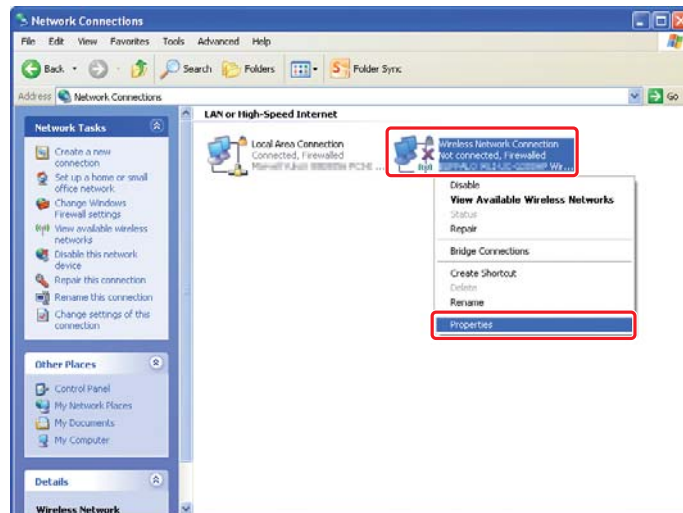 Network Connections
File Edit View Favorites Tools Advanced Help
Back Search Folders Folder Sync
Address Network Connections Go
LAN or High-Speed Internet
Network Tasks
Create a new
connection
Set up a home or small
office network
Change Windows
Firewall settings
View available wireless
networks
Disable this network
device
Repair this connection
Rename this connection
Change settings of this
connection
Other Places
Control Panel
My Network Places
My Documents
My Computer
Details
Wireless Network
Local Area Connection
Connected, Firewalled
Wireless Network Connection
Not connected, Firewalled
Wir...
Disable
View Available Wireless Networks
Status
Repair
Bridge Connections
Create Shortcut
Delete
Rename
Properties